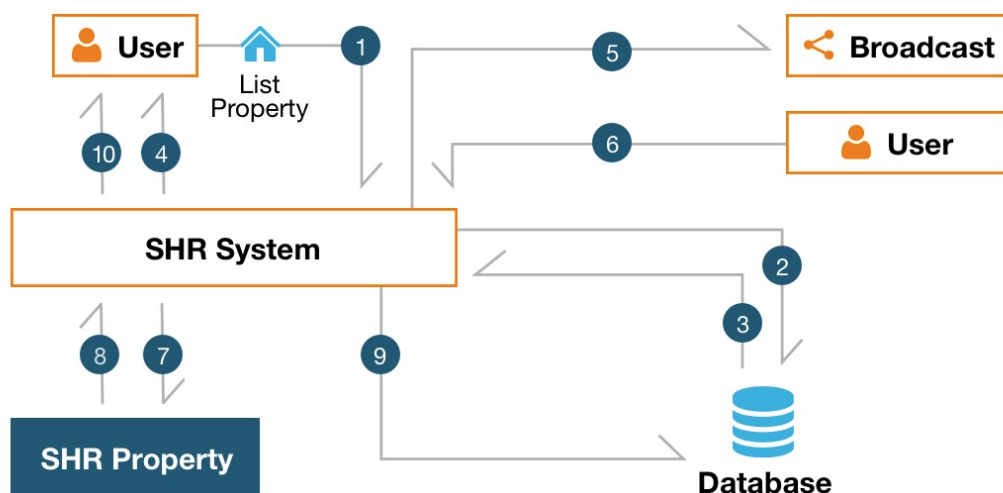 User
List
Property
1
5
Broadcast
10
4
6
User
SHR System
2
3
8
7
9
SHR Property
Database